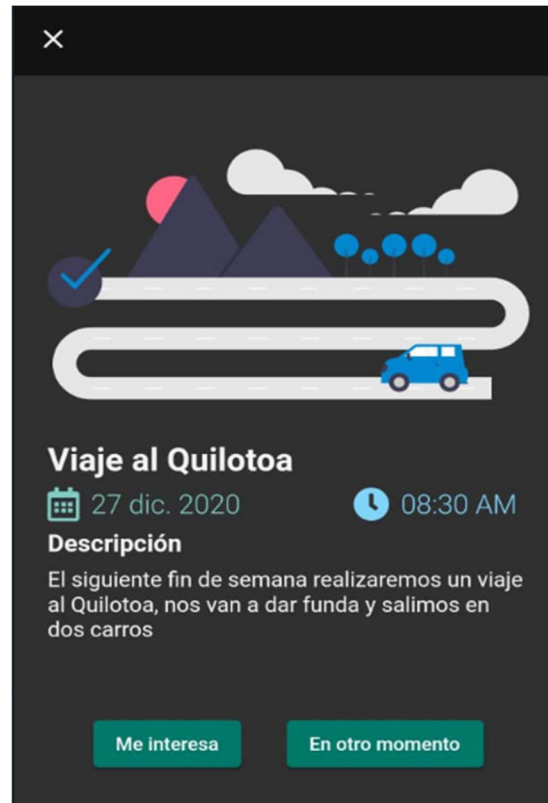 Viaje al Quilotoa
27 dic. 2020 08:30 AM
Descripción
El siguiente fin de semana realizaremos un viaje
al Quilotoa, nos van a dar funda y salimos en
dos carros
Me interesa En otro momento